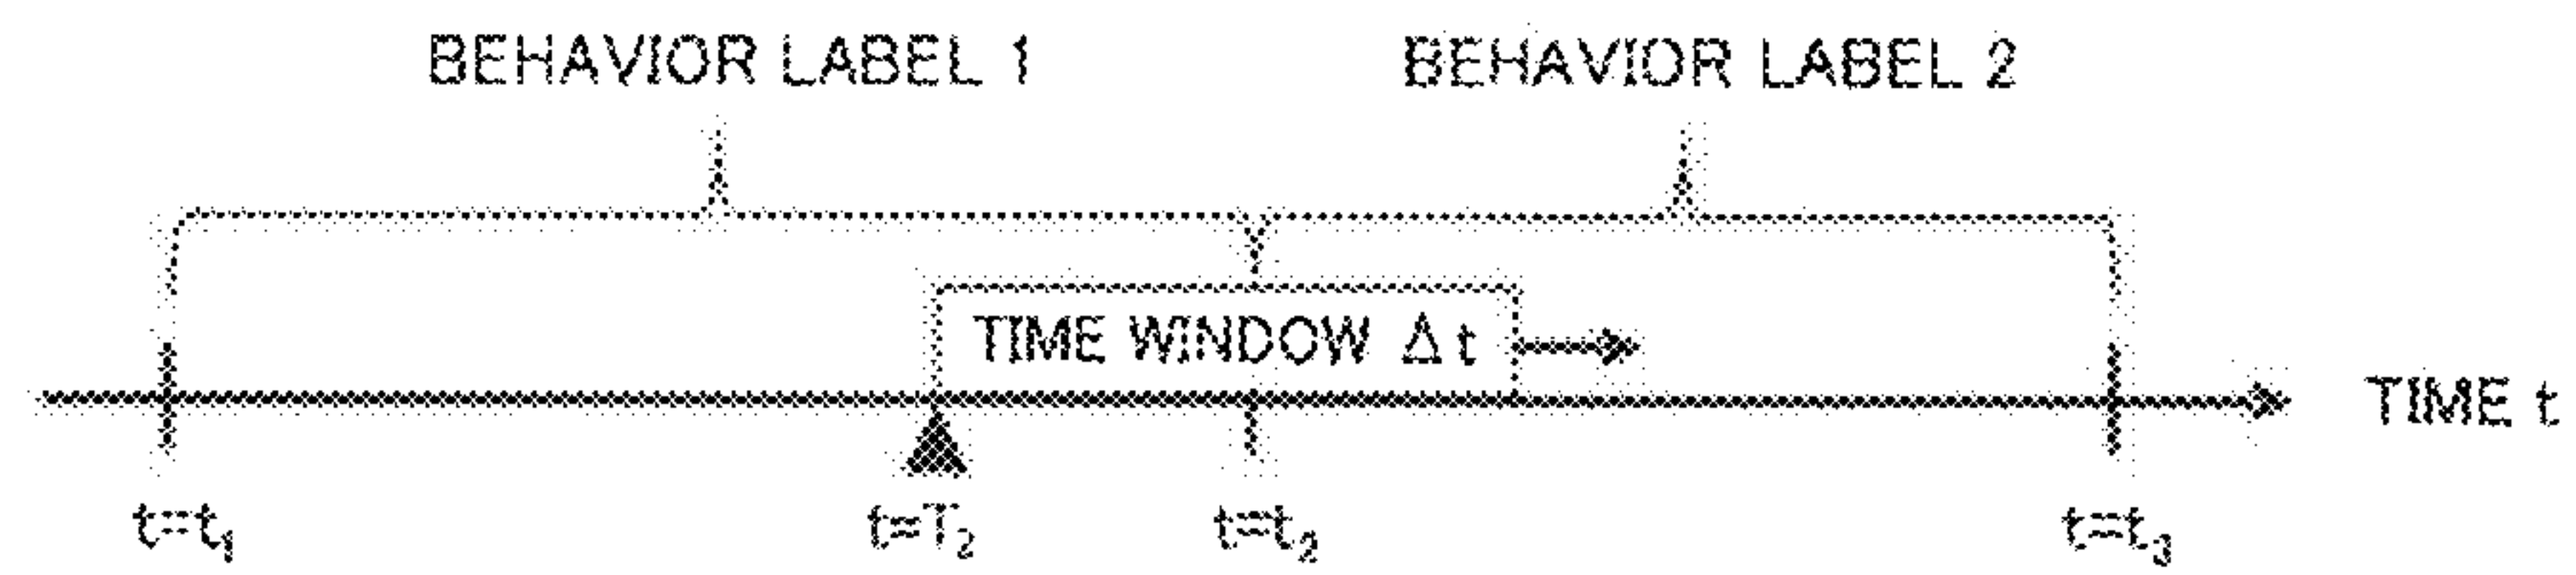 BEHAVIOR LABEL 1 BEHAVIOR LABEL 2
TIME WINDOW Δt
TIME t
t=t₁ t=T₂ t=t₂ t=t₃